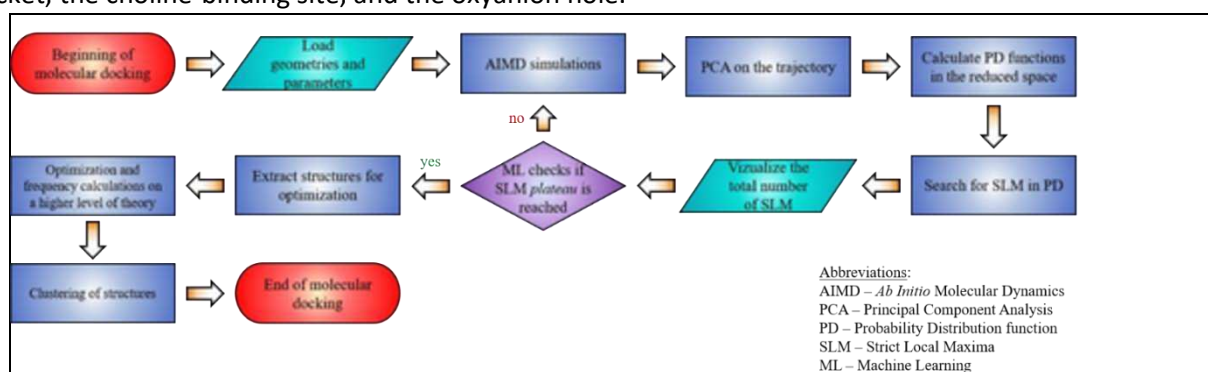 cket, the choline-binding site, and the oxyanion hole.
Beginning of
molecular docking
Load
geometries and
parameters
AIMD simulations
PCA on the trajectory
Calculate PD functions
in the reduced space
no
Optimization and
frequency calculations on
a higher level of theory
Extract structures for
optimization
yes
ML checks if
SLM plateau is
reached
Vizualize the
total number
of SLM
Search for SLM in PD
Clustering of structures
End of molecular
docking
Abbreviations:
AIMD – Ab Initio Molecular Dynamics
PCA – Principal Component Analysis
PD – Probability Distribution function
SLM – Strict Local Maxima
ML – Machine Learning